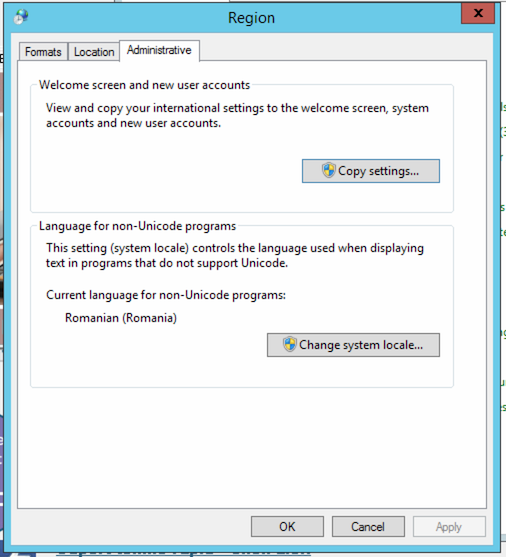 Region
x
Formats Location Administrative
Welcome screen and new user accounts
View and copy your international settings to the welcome screen, system
accounts and new user accounts.
Copy settings...
Language for non-Unicode programs
This setting (system locale) controls the language used when displaying
text in programs that do not support Unicode.
Current language for non-Unicode programs:
Romanian (Romania)
Change system locale...
OK Cancel Apply